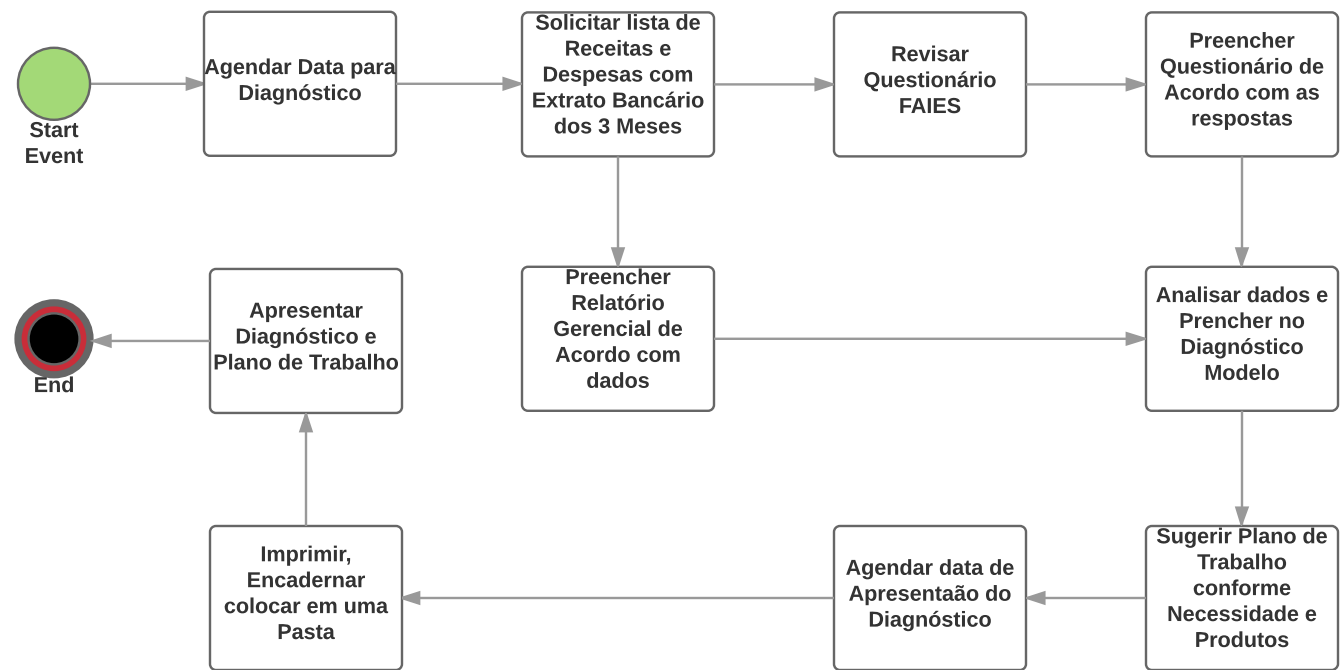 Start
Event
Agendar Data para
Diagnóstico
Solicitar lista de
Receitas e
Despesas com
Extrato Bancário
dos 3 Meses
Revisar
Questionário
FAIES
Preencher
Questionário de
Acordo com as
respostas
End
Apresentar
Diagnóstico e
Plano de Trabalho
Preencher
Relatório
Gerencial de
Acordo com
dados
Analisar dados e
Prencher no
Diagnóstico
Modelo
Imprimir,
Encadernar
colocar em uma
Pasta
Agendar data de
Apresentaão do
Diagnóstico
Sugerir Plano de
Trabalho
conforme
Necessidade e
Produtos